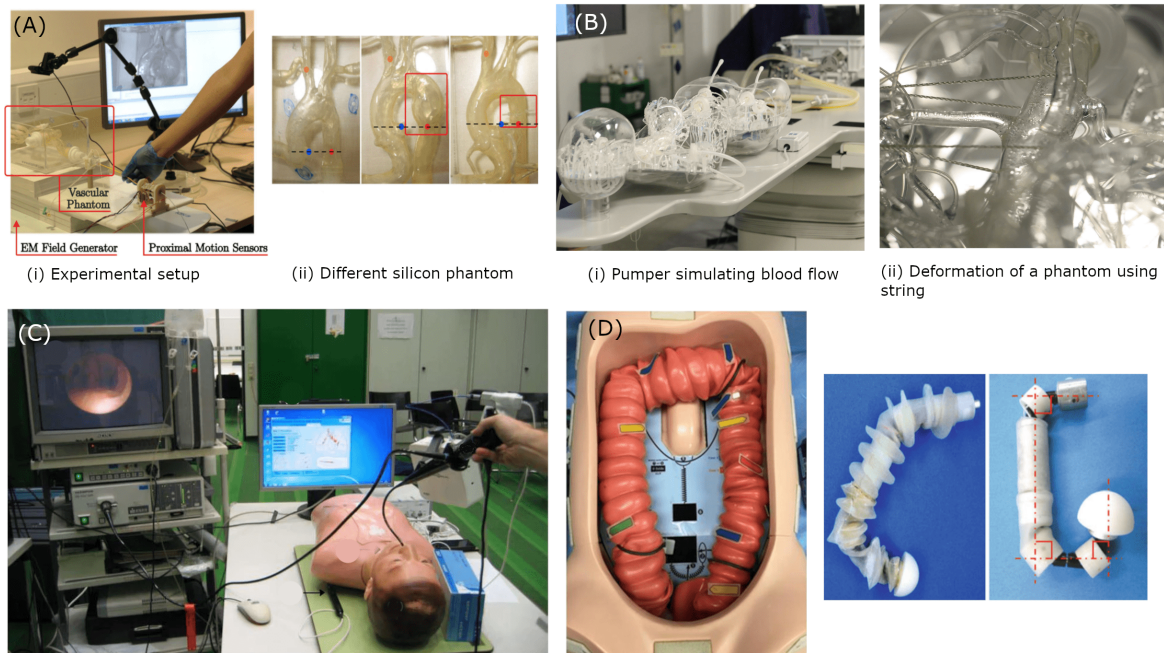 (A)
(B)
Vascular
Phantom
EM Field Generator
Proximal Motion Sensors
(i) Experimental setup
(ii) Different silicon phantom
(i) Pumper simulating blood flow
(ii) Deformation of a phantom using
string
(C)
(D)